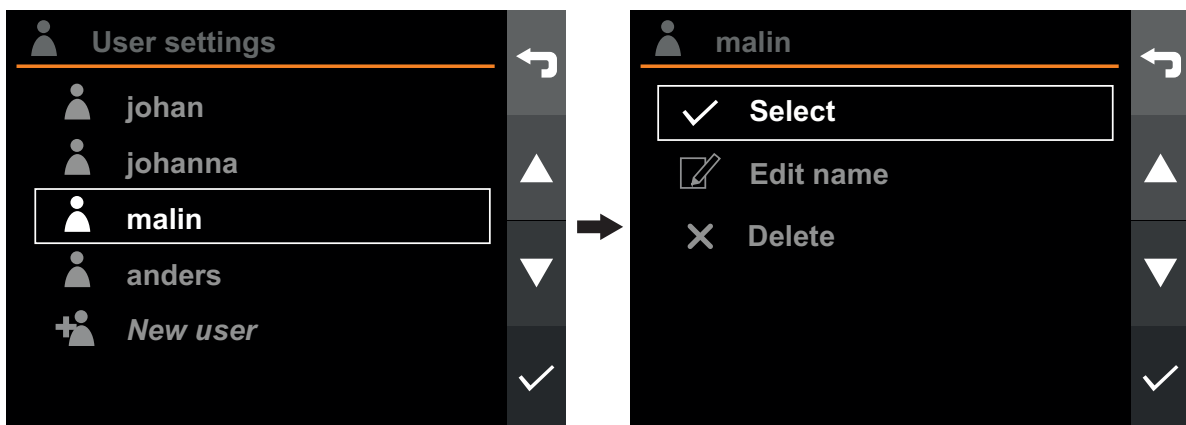 User settings
johan
johanna
malin
anders
New user
malin
Select
Edit name
Delete